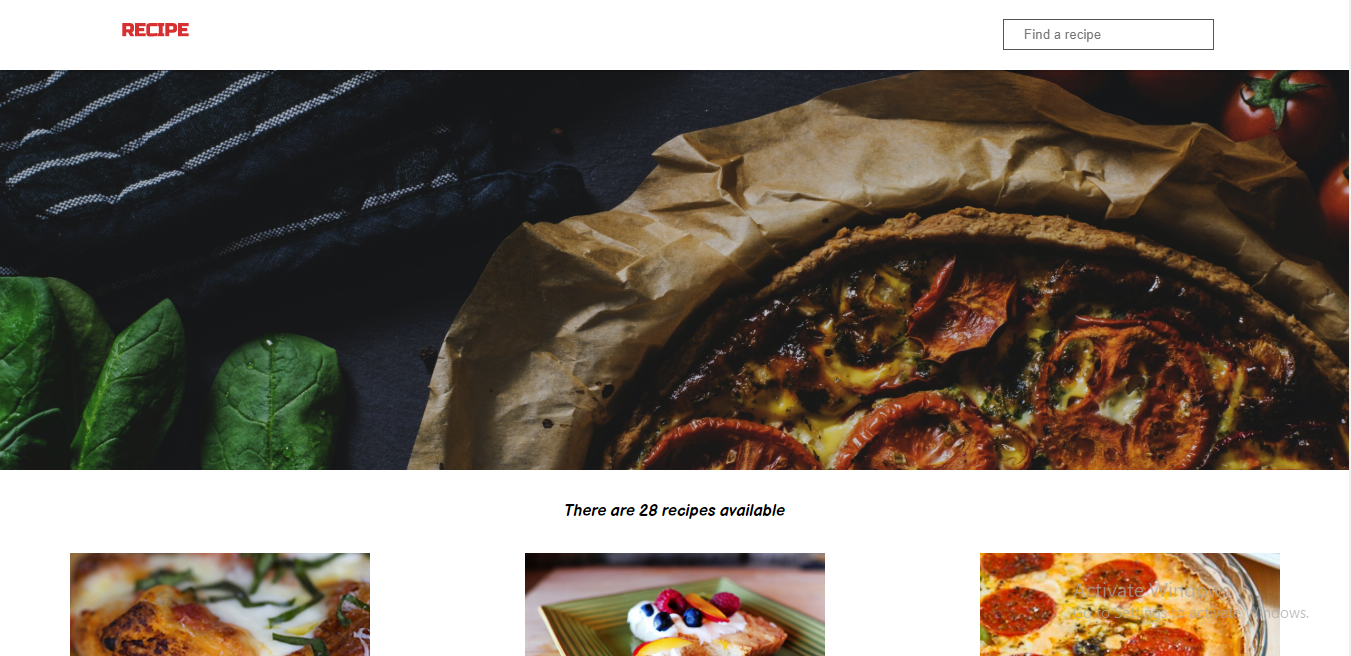 RECIPE
Find a recipe
There are 28 recipes available
Activate Windows
Go to Settings to activate Windows.